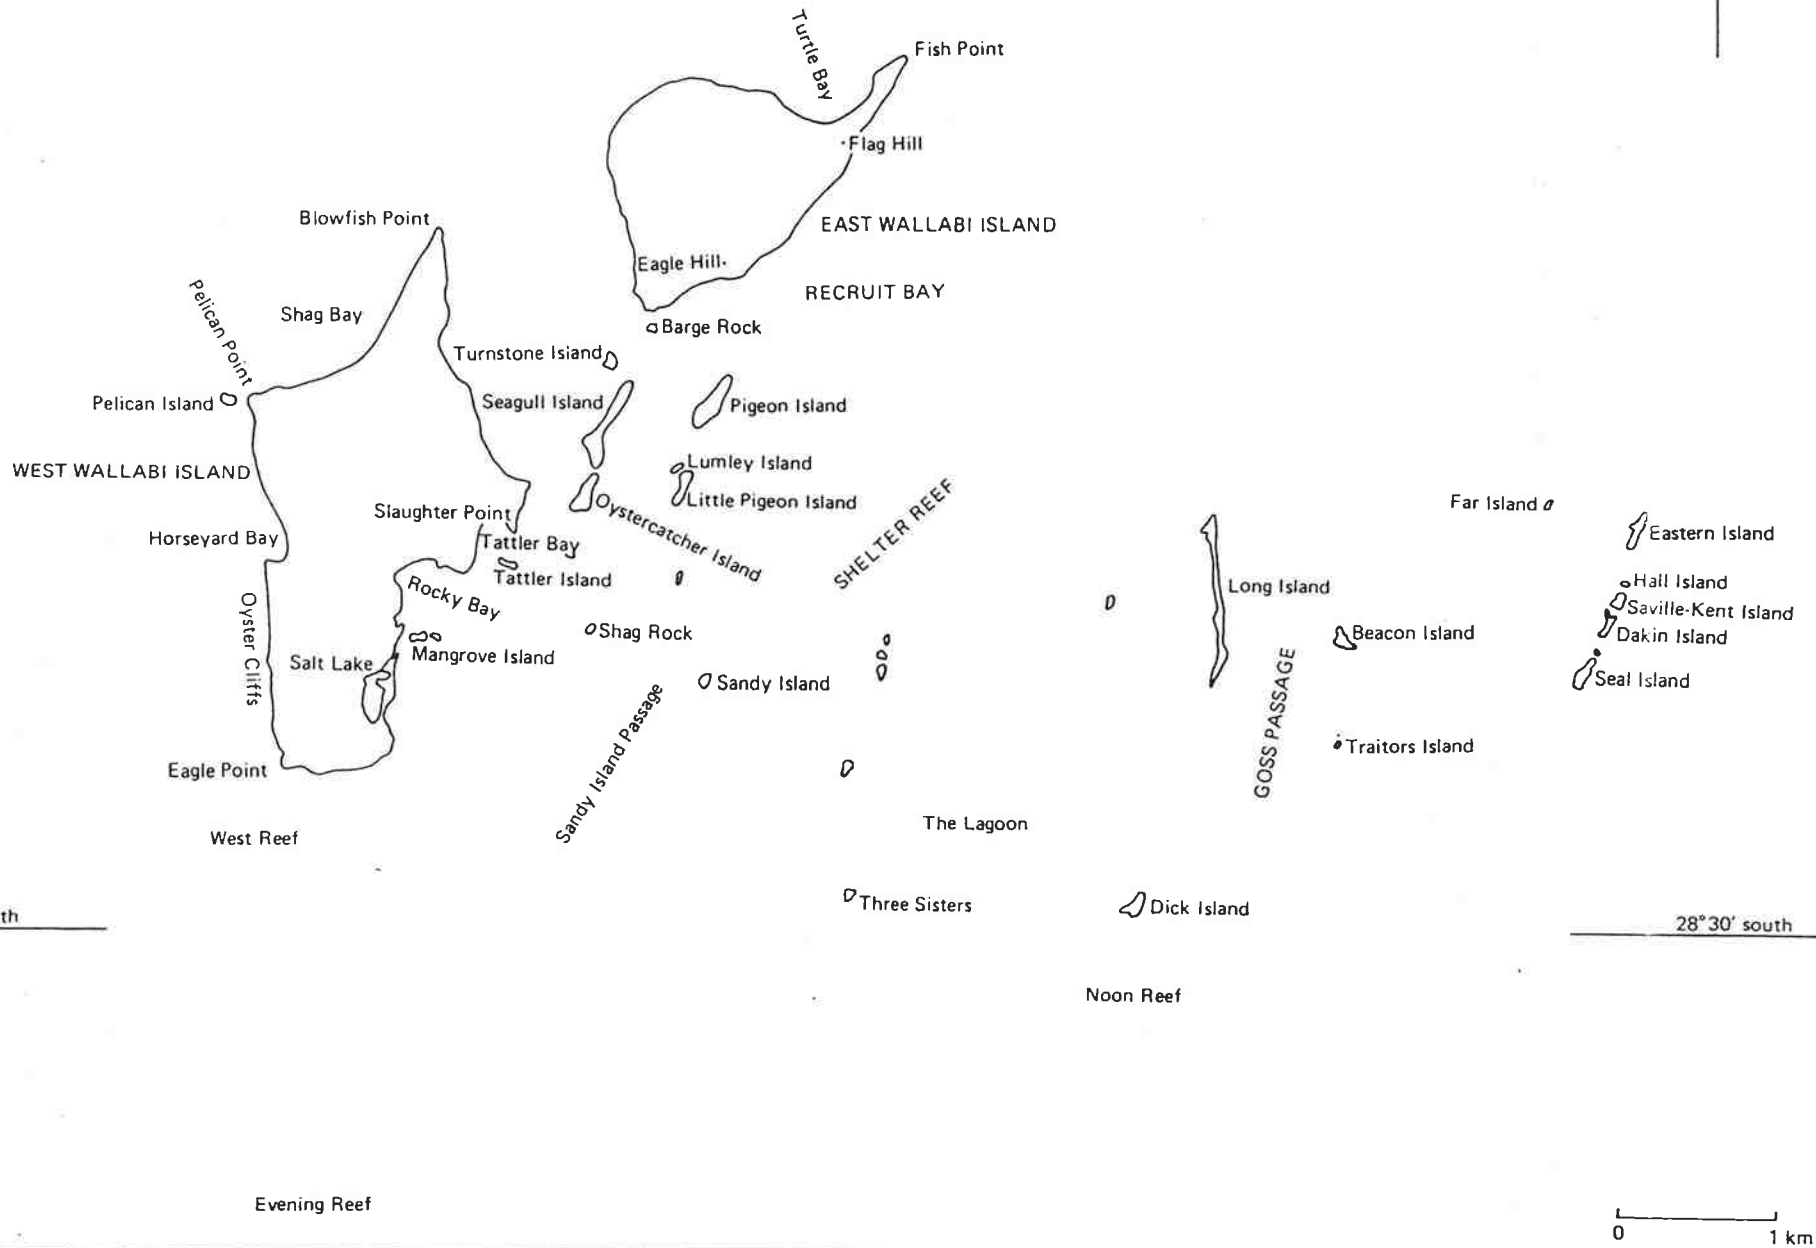 Turtle Bay
Fish Point
Flag Hill
Blowfish Point
EAST WALLABI ISLAND
Eagle Hill
RECRUIT BAY
Pelican Point
Shag Bay
Barge Rock
Turnstone Island
Pelican Island
Seagull Island
Pigeon Island
WEST WALLABI ISLAND
Lumley Island
Little Pigeon Island
Slaughter Point
Oystercatcher Island
SHELTER REEF
Far Island
Eastern Island
Horseyard Bay
Tattler Bay
Tattler Island
Rocky Bay
Long Island
Hall Island
Saville-Kent Island
Oyster Cliffs
Shag Rock
Beacon Island
Dakin Island
Salt Lake
Mangrove Island
Sandy Island
Seal Island
Sandy Island Passage
GOSS PASSAGE
Traitors Island
Eagle Point
West Reef
The Lagoon
Three Sisters
Dick Island
th
28°30' south
Noon Reef
Evening Reef
0 1 km